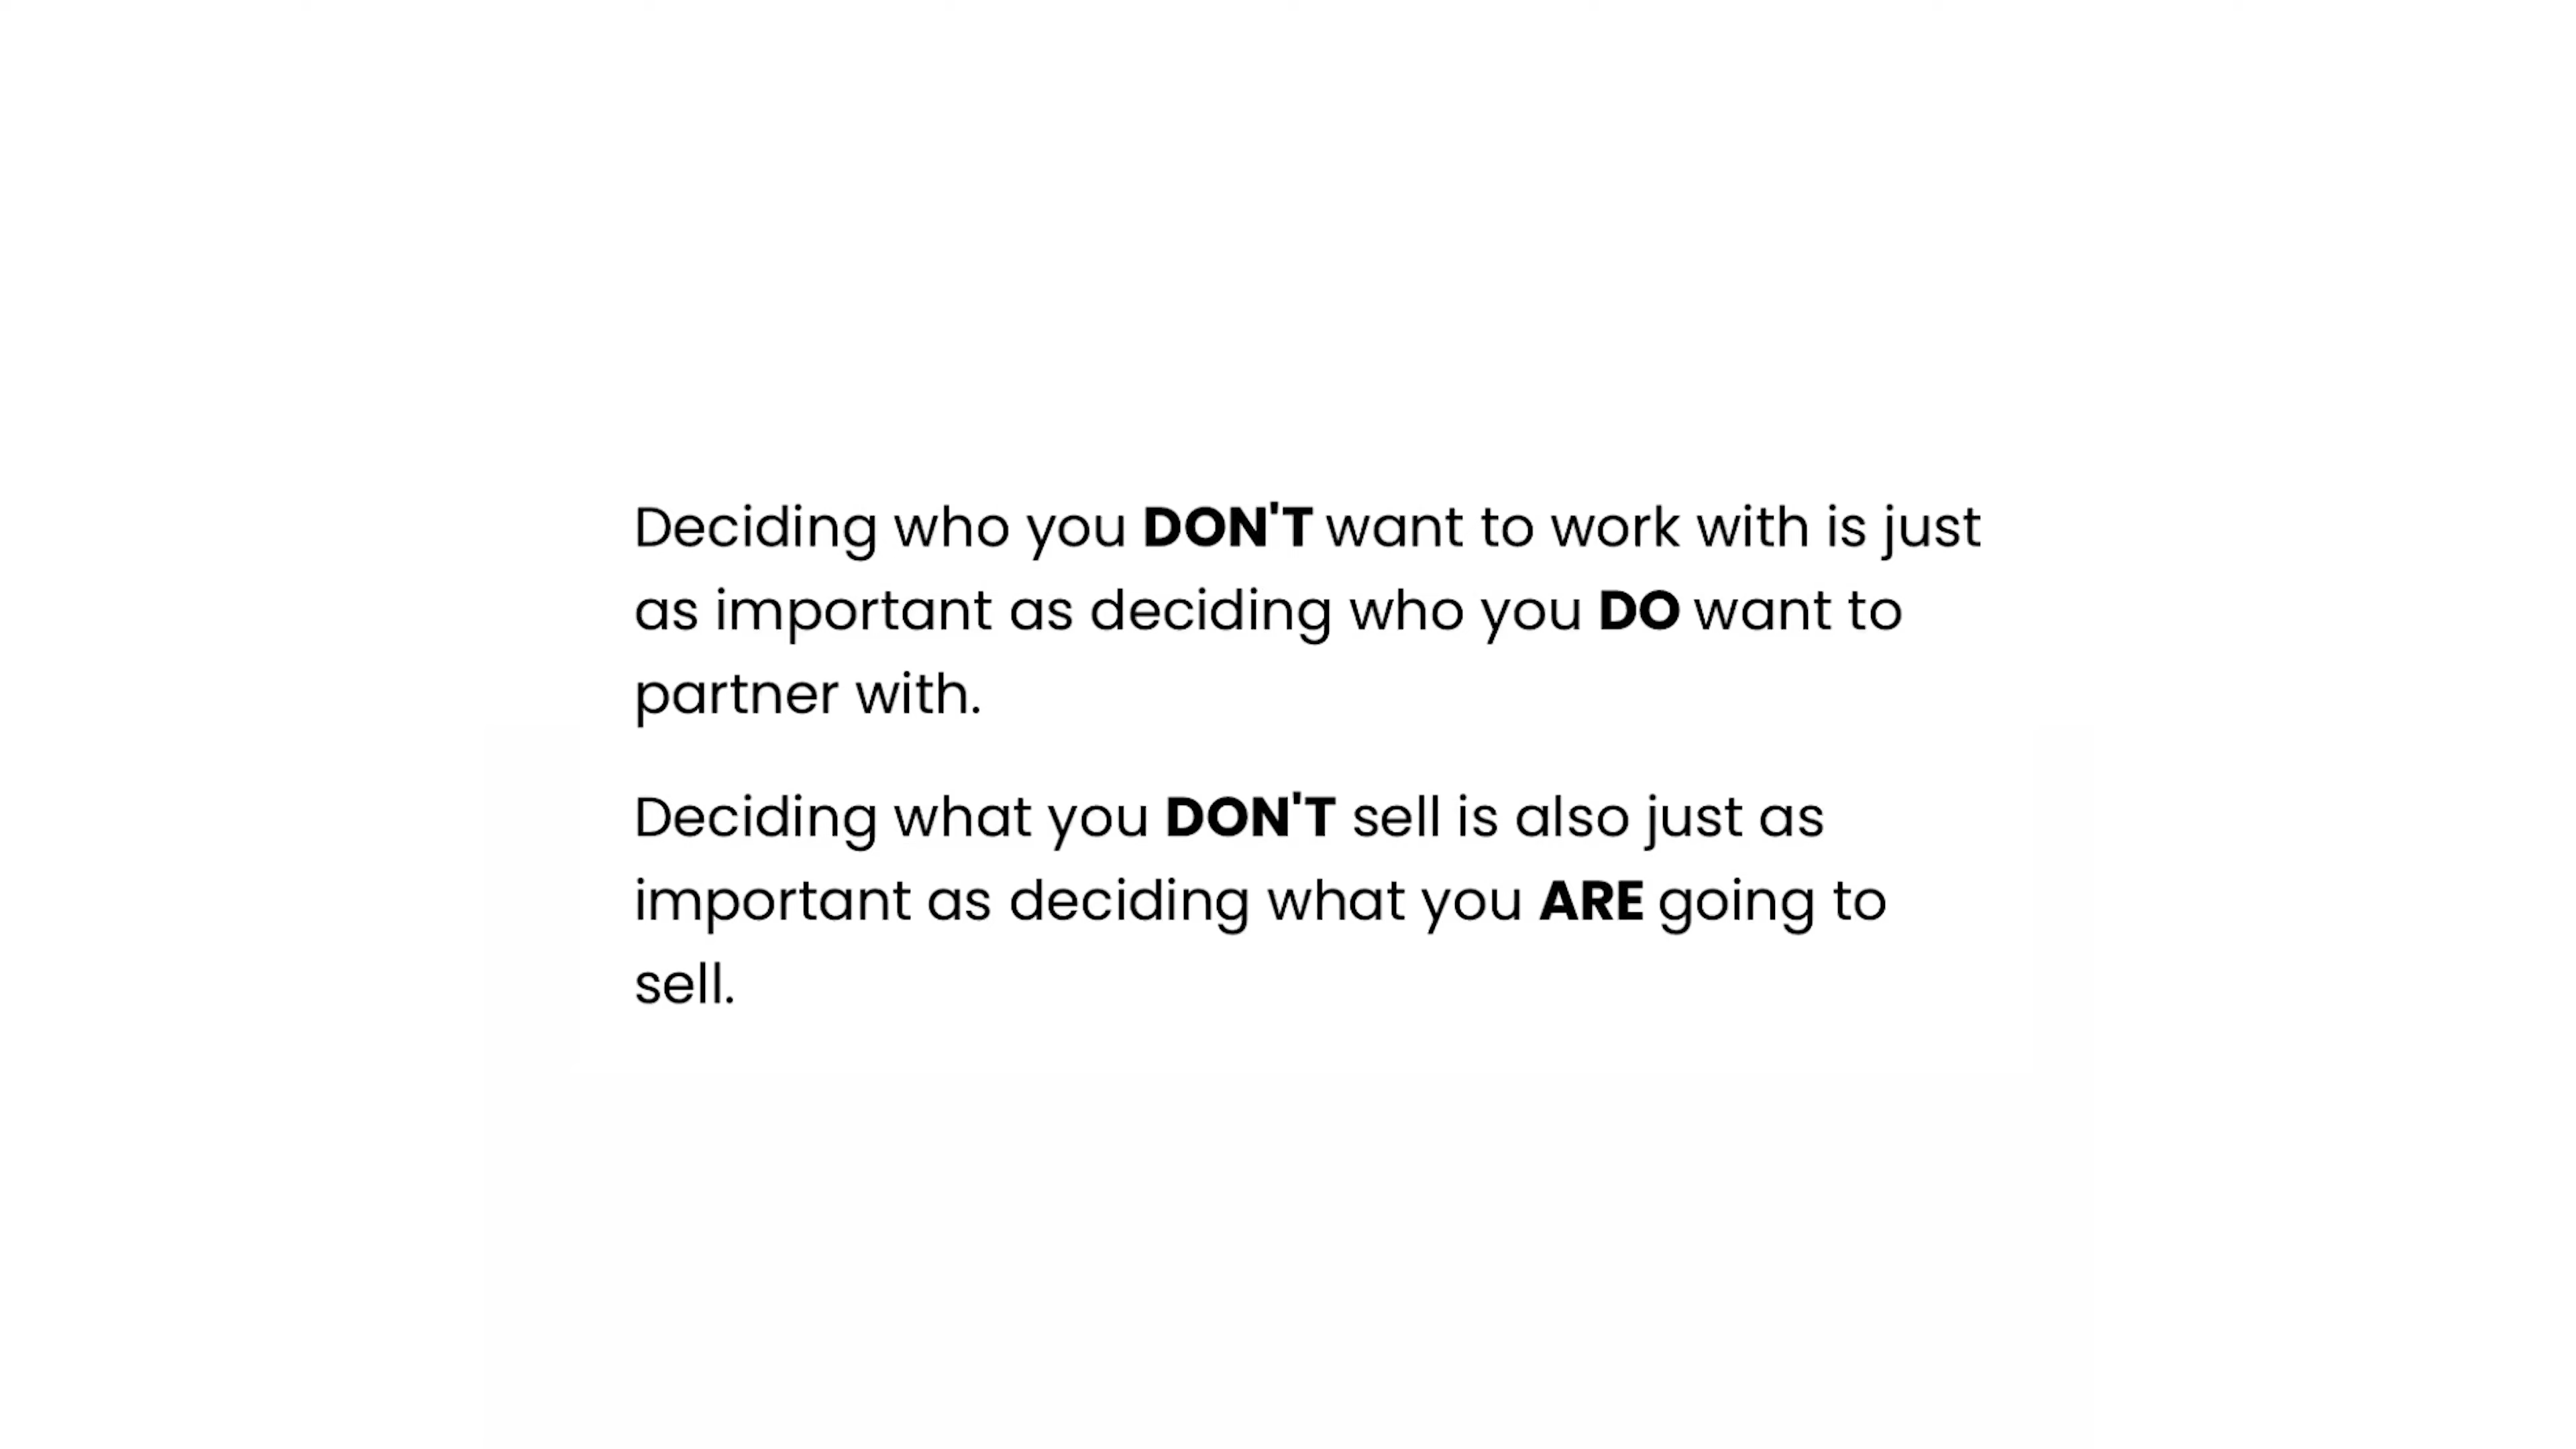 Deciding who you DON'T want to work with is just
as important as deciding who you DO want to
partner with.
Deciding what you DON'T sell is also just as
important as deciding what you ARE going to
sell.